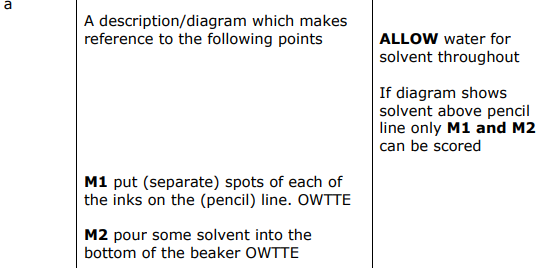 a
A description/diagram which makes
reference to the following points
ALLOW water for
solvent throughout
If diagram shows
solvent above pencil
line only M1 and M2
can be scored
M1 put (separate) spots of each of
the inks on the (pencil) line. OWTTE
M2 pour some solvent into the
bottom of the beaker OWTTE